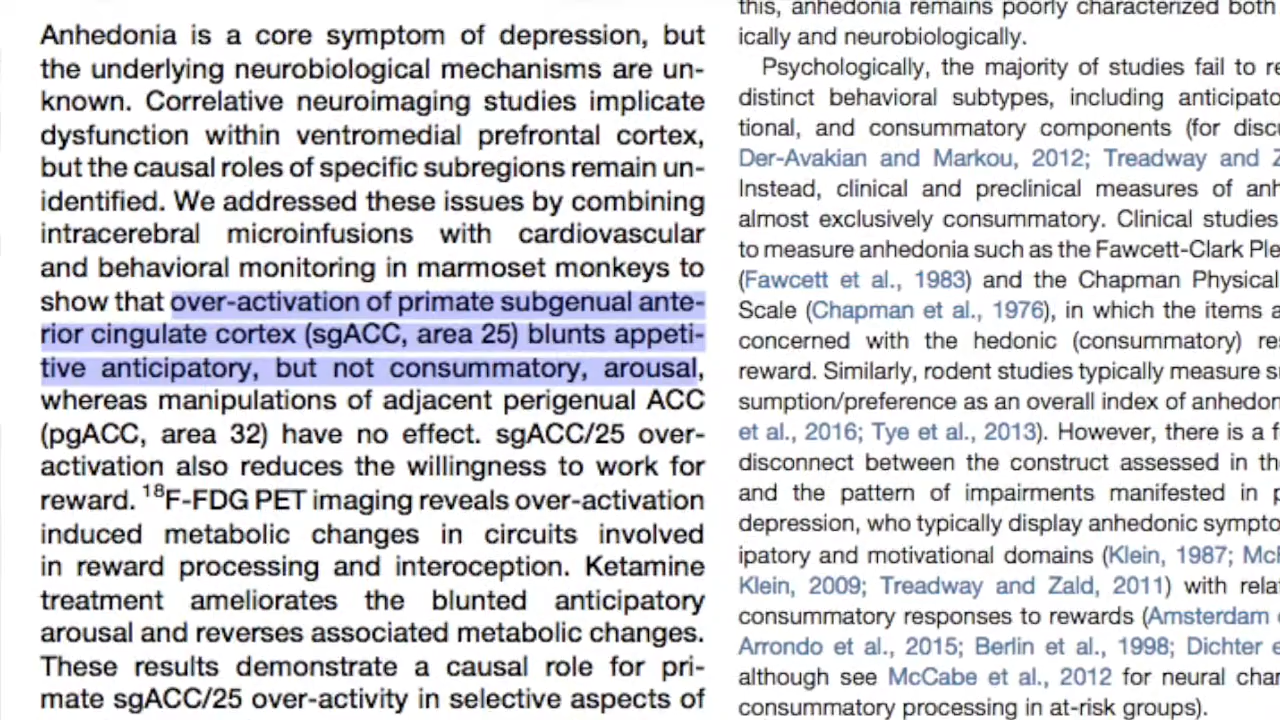 Anhedonia is a core symptom of depression, but
the underlying neurobiological mechanisms are un-
known. Correlative neuroimaging studies implicate
dysfunction within ventromedial prefrontal cortex,
but the causal roles of specific subregions remain un-
identified. We addressed these issues by combining
intracerebral microinfusions with cardiovascular
and behavioral monitoring in marmoset monkeys to
show that over-activation of primate subgenual ante-
rior cingulate cortex (sgACC, area 25) blunts appeti-
tive anticipatory, but not consummatory, arousal,
whereas manipulations of adjacent perigenual ACC
(pgACC, area 32) have no effect. sgACC/25 over-
activation also reduces the willingness to work for
reward. ¹⁸F-FDG PET imaging reveals over-activation
induced metabolic changes in circuits involved
in reward processing and interoception. Ketamine
treatment ameliorates the blunted anticipatory
arousal and reverses associated metabolic changes.
These results demonstrate a causal role for pri-
mate sgACC/25 over-activity in selective aspects of
this, anhedonia remains poorly characterized both
ically and neurobiologically.
Psychologically, the majority of studies fail to re
distinct behavioral subtypes, including anticipato
tional, and consummatory components (for discu
Der-Avakian and Markou, 2012; Treadway and Z
Instead, clinical and preclinical measures of anh
almost exclusively consummatory. Clinical studies
to measure anhedonia such as the Fawcett-Clark Ple
(Fawcett et al., 1983) and the Chapman Physical
Scale (Chapman et al., 1976), in which the items a
concerned with the hedonic (consummatory) res
reward. Similarly, rodent studies typically measure su
sumption/preference as an overall index of anhedon
et al., 2016; Tye et al., 2013). However, there is a f
disconnect between the construct assessed in the
and the pattern of impairments manifested in p
depression, who typically display anhedonic sympto
ipatory and motivational domains (Klein, 1987; McI
Klein, 2009; Treadway and Zald, 2011) with relat
consummatory responses to rewards (Amsterdam e
Arrondo et al., 2015; Berlin et al., 1998; Dichter e
although see McCabe et al., 2012 for neural char
consummatory processing in at-risk groups).